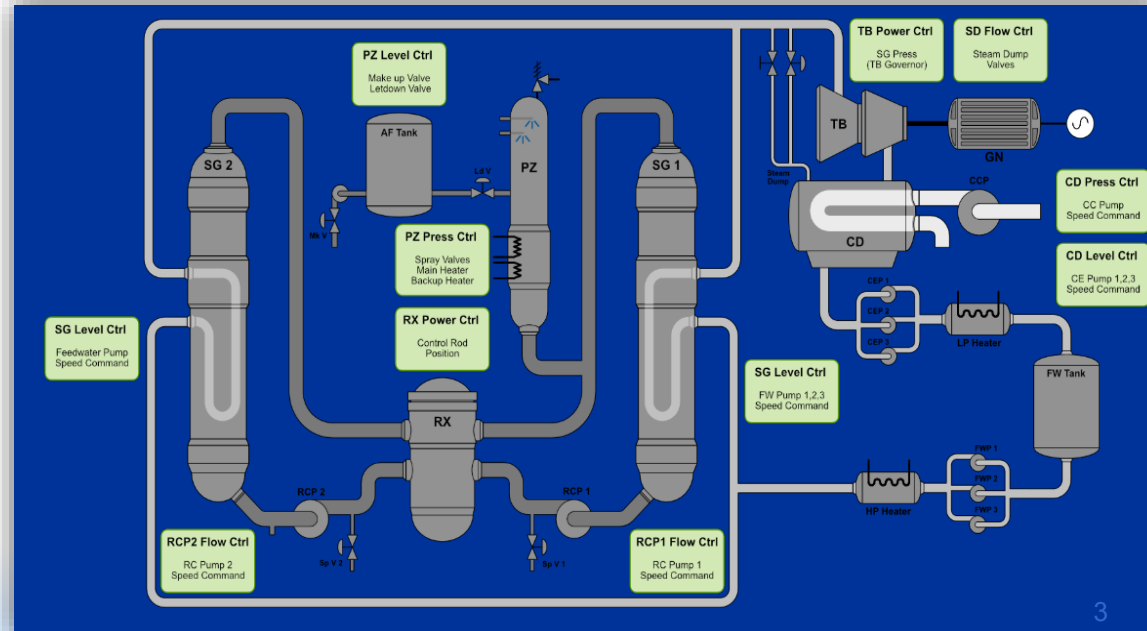 PZ Level Ctrl
Make up Valve
Letdown Valve
TB Power Ctrl
SG Press
(TB Governor)
SD Flow Ctrl
Steam Dump
Valves
AF Tank
SG 2
PZ
SG 1
TB
GN
Ld V
Mk V
Steam
Dump
CCP
CD
CD Press Ctrl
CC Pump
Speed Command
PZ Press Ctrl
Spray Valves
Main Heater
Backup Heater
CD Level Ctrl
CE Pump 1,2,3
Speed Command
CEP 1
CEP 2
CEP 3
LP Heater
SG Level Ctrl
Feedwater Pump
Speed Command
RX Power Ctrl
Control Rod
Position
SG Level Ctrl
FW Pump 1,2,3
Speed Command
FW Tank
RX
RCP 2
RCP 1
FWP 1
FWP 2
FWP 3
HP Heater
RCP2 Flow Ctrl
RC Pump 2
Speed Command
Sp V 2
Sp V 1
RCP1 Flow Ctrl
RC Pump 1
Speed Command
3